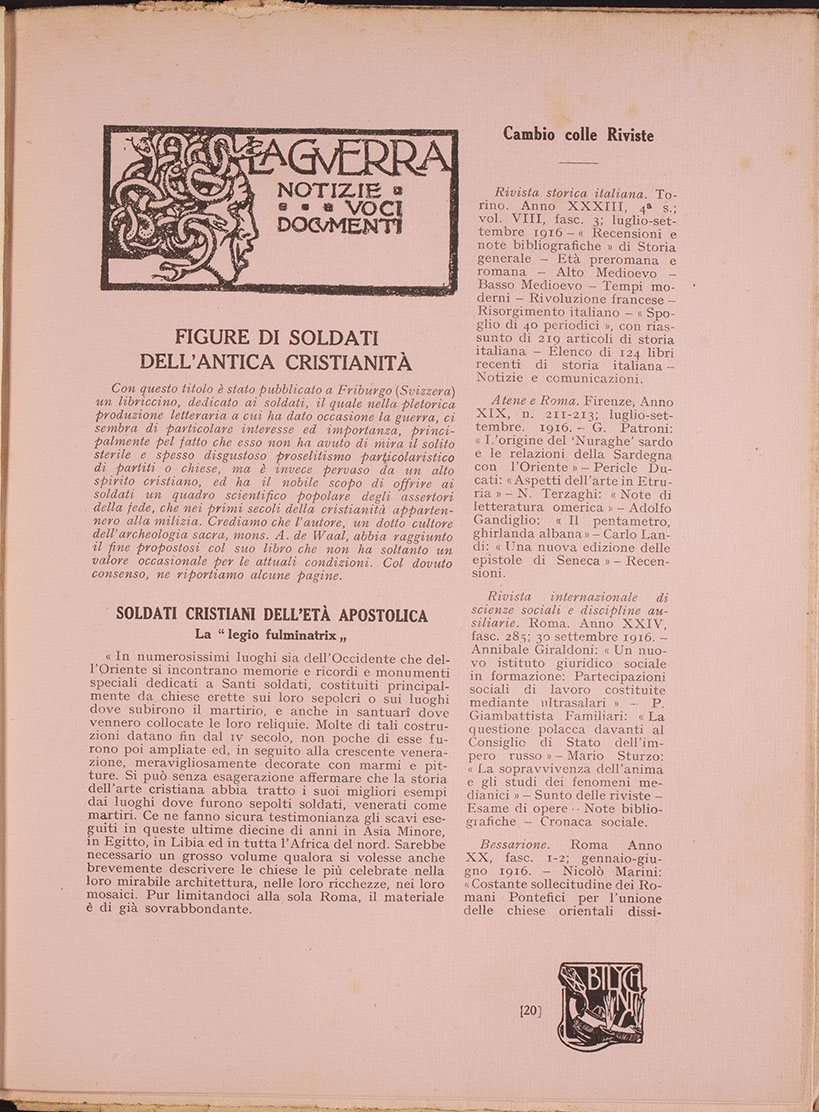 LA GVERRA
NOTIZIE
VOCI
DOCVMENTI
FIGURE DI SOLDATI
DELL'ANTICA CRISTIANITÀ
Con questo titolo è stato pubblicato a Friburgo (Svizzera)
un libriccino, dedicato ai soldati, il quale nella pletorica
produzione letteraria a cui ha dato occasione la guerra, ci
sembra di particolare interesse ed importanza, princi-
palmente pel fatto che esso non ha avuto di mira il solito
sterile e spesso disgustoso proselitismo particolaristico
di partiti o chiese, ma è invece pervaso da un alto
spirito cristiano, ed ha il nobile scopo di offrire ai
soldati un quadro scientifico popolare degli assertori
della fede, che nei primi secoli della cristianità apparten-
nero alla milizia. Crediamo che l'autore, un dotto cultore
dell'archeologia sacra, mons. A. de Waal, abbia raggiunto
il fine propostosi col suo libro che non ha soltanto un
valore occasionale per le attuali condizioni. Col dovuto
consenso, ne riportiamo alcune pagine.
SOLDATI CRISTIANI DELL'ETÀ APOSTOLICA
La “ legio fulminatrix „
« In numerosissimi luoghi sia dell'Occidente che del-
l'Oriente si incontrano memorie e ricordi e monumenti
speciali dedicati a Santi soldati, costituiti principal-
mente da chiese erette sui loro sepolcri o sui luoghi
dove subirono il martirio, e anche in santuarî dove
vennero collocate le loro reliquie. Molte di tali costru-
zioni datano fin dal IV secolo, non poche di esse fu-
rono poi ampliate ed, in seguito alla crescente venera-
zione, meravigliosamente decorate con marmi e pit-
ture. Si può senza esagerazione affermare che la storia
dell'arte cristiana abbia tratto i suoi migliori esempi
dai luoghi dove furono sepolti soldati, venerati come
martiri. Ce ne fanno sicura testimonianza gli scavi ese-
guiti in queste ultime diecine di anni in Asia Minore,
in Egitto, in Libia ed in tutta l'Africa del nord. Sarebbe
necessario un grosso volume qualora si volesse anche
brevemente descrivere le chiese le più celebrate nella
loro mirabile architettura, nelle loro ricchezze, nei loro
mosaici. Pur limitandoci alla sola Roma, il materiale
è di già sovrabbondante.
Cambio colle Riviste
Rivista storica italiana. To-
rino. Anno XXXIII, 4ª s.;
vol. VIII, fasc. 3; luglio-set-
tembre 1916 – « Recensioni e
note bibliografiche » di Storia
generale – Età preromana e
romana – Alto Medioevo –
Basso Medioevo – Tempi mo-
derni – Rivoluzione francese –
Risorgimento italiano – « Spo-
glio di 40 periodici », con rias-
sunto di 219 articoli di storia
italiana – Elenco di 124 libri
recenti di storia italiana –
Notizie e comunicazioni.
Atene e Roma. Firenze, Anno
XIX, n. 211-213; luglio-set-
tembre. 1916. – G. Patroni:
« L'origine del ‘Nuraghe’ sardo
e le relazioni della Sardegna
con l'Oriente » – Pericle Du-
cati: « Aspetti dell'arte in Etru-
ria » – N. Terzaghi: « Note di
letteratura omerica » – Adolfo
Gandiglio: « Il pentametro,
ghirlanda albana » – Carlo Lan-
di: « Una nuova edizione delle
epistole di Seneca » – Recen-
sioni.
Rivista internazionale di
scienze sociali e discipline au-
siliarie. Roma. Anno XXIV,
fasc. 285; 30 settembre 1916. –
Annibale Giraldoni: « Un nuo-
vo istituto giuridico sociale
in formazione: Partecipazioni
sociali di lavoro costituite
mediante ultrasalari » – P.
Giambattista Familiari: « La
questione polacca davanti al
Consiglio di Stato dell'im-
pero russo » – Mario Sturzo:
« La sopravvivenza dell'anima
e gli studi dei fenomeni me-
dianici » – Sunto delle riviste –
Esame di opere – Note biblio-
grafiche – Cronaca sociale.
Bessarione. Roma Anno
XX, fasc. 1-2; gennaio-giu-
gno 1916. – Nicolò Marini:
« Costante sollecitudine dei Ro-
mani Pontefici per l'unione
delle chiese orientali dissi-
[20]
BILYCHNIS